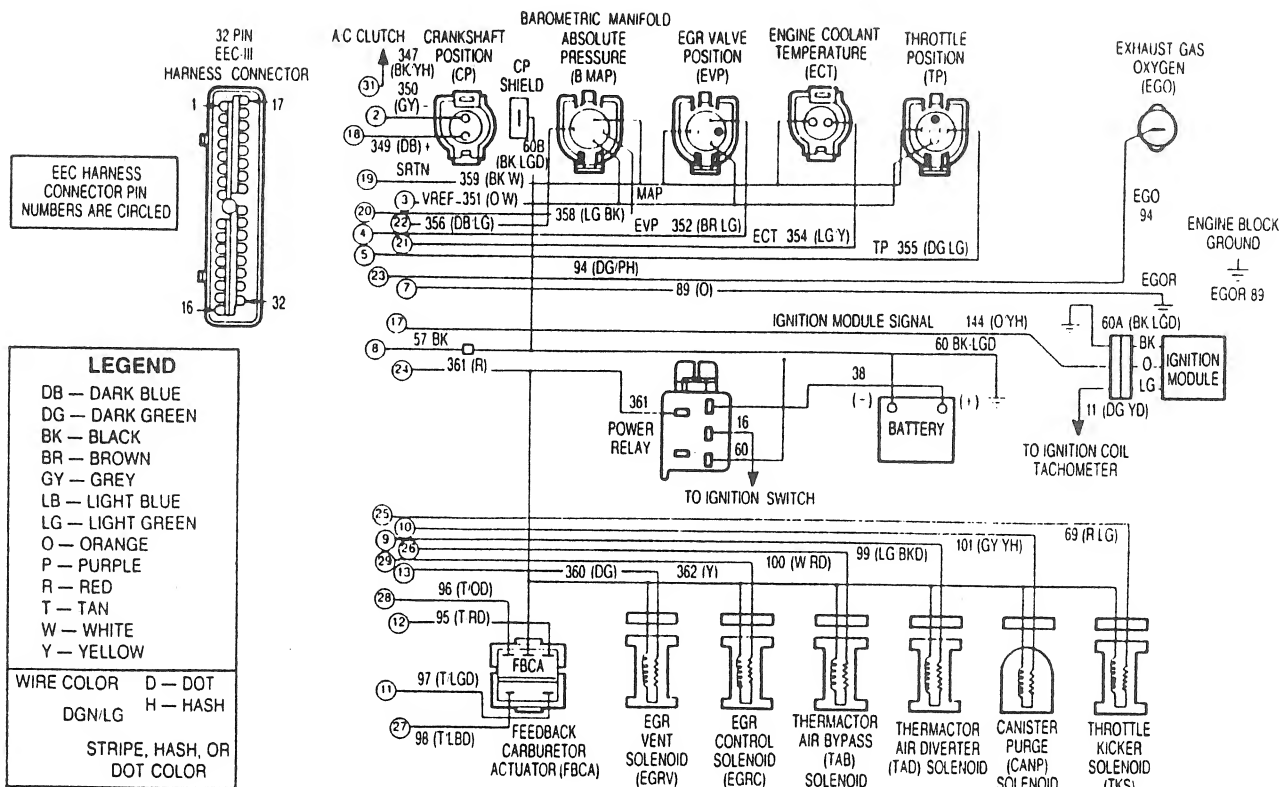 32 PIN
EEC-III
HARNESS CONNECTOR
1
17
16
32
EEC HARNESS
CONNECTOR PIN
NUMBERS ARE CIRCLED
LEGEND
DB — DARK BLUE
DG — DARK GREEN
BK — BLACK
BR — BROWN
GY — GREY
LB — LIGHT BLUE
LG — LIGHT GREEN
O — ORANGE
P — PURPLE
R — RED
T — TAN
W — WHITE
Y — YELLOW
WIRE COLOR D — DOT
H — HASH
DGN/LG
STRIPE, HASH, OR
DOT COLOR
A C CLUTCH
CRANKSHAFT
POSITION
(CP)
CP
SHIELD
BAROMETRIC MANIFOLD
ABSOLUTE
PRESSURE
(B MAP)
EGR VALVE
POSITION
(EVP)
ENGINE COOLANT
TEMPERATURE
(ECT)
THROTTLE
POSITION
(TP)
EXHAUST GAS
OXYGEN
(EGO)
347
(BK/YH)
31
350
(GY) -
2
18
349 (DB) +
60B
(BK LGD)
SRTN
19
359 (BK W)
MAP
3
VREF 351 (O W)
20
358 (LG BK)
22
356 (DB LG)
4
EVP 352 (BR LG)
21
ECT 354 (LG Y)
5
TP 355 (DG LG)
EGO
94
ENGINE BLOCK
GROUND
EGOR 89
23
94 (DG/PH)
7
89 (O)
EGOR
17
IGNITION MODULE SIGNAL 144 (O YH)
60A (BK LGD)
8
57 BK
60 BK-LGD
BK
O
LG
IGNITION
MODULE
11 (DG YD)
TO IGNITION COIL
TACHOMETER
24
361 (R)
361
POWER
RELAY
16
60
38
(-)
(+)
BATTERY
TO IGNITION SWITCH
25
69 (R LG)
10
101 (GY YH)
9
99 (LG BKD)
26
100 (W RD)
29
362 (Y)
13
360 (DG)
28
96 (T/OD)
12
95 (T RD)
FBCA
11
97 (T/LGD)
27
98 (T/LBD)
FEEDBACK
CARBURETOR
ACTUATOR (FBCA)
EGR
VENT
SOLENOID
(EGRV)
EGR
CONTROL
SOLENOID
(EGRC)
THERMACTOR
AIR BYPASS
(TAB)
SOLENOID
THERMACTOR
AIR DIVERTER
(TAD) SOLENOID
CANISTER
PURGE
(CANP)
SOLENOID
THROTTLE
KICKER
SOLENOID
(TKS)